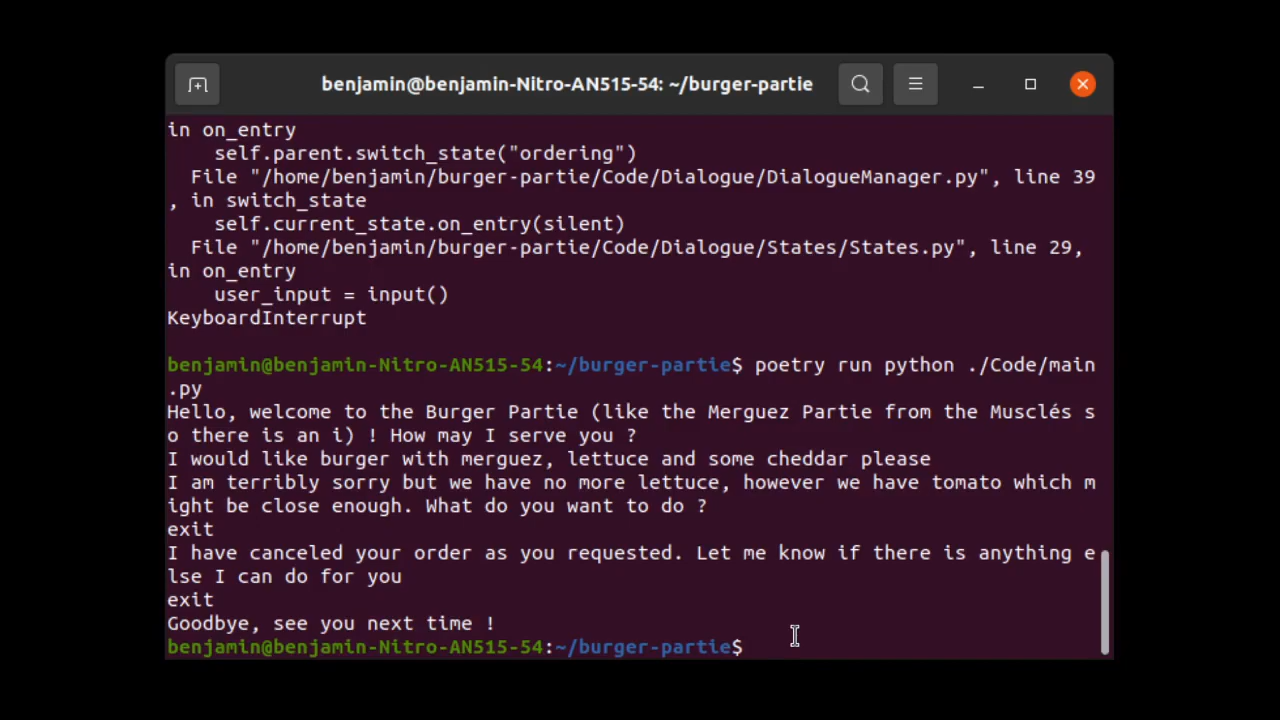 benjamin@benjamin-Nitro-AN515-54: ~/burger-partie
in on_entry
    self.parent.switch_state("ordering")
  File "/home/benjamin/burger-partie/Code/Dialogue/DialogueManager.py", line 39
, in switch_state
    self.current_state.on_entry(silent)
  File "/home/benjamin/burger-partie/Code/Dialogue/States/States.py", line 29,
in on_entry
    user_input = input()
KeyboardInterrupt
benjamin@benjamin-Nitro-AN515-54:~/burger-partie$ poetry run python ./Code/main
.py
Hello, welcome to the Burger Partie (like the Merguez Partie from the Musclés s
o there is an i) ! How may I serve you ?
I would like burger with merguez, lettuce and some cheddar please
I am terribly sorry but we have no more lettuce, however we have tomato which m
ight be close enough. What do you want to do ?
exit
I have canceled your order as you requested. Let me know if there is anything e
lse I can do for you
exit
Goodbye, see you next time !
benjamin@benjamin-Nitro-AN515-54:~/burger-partie$